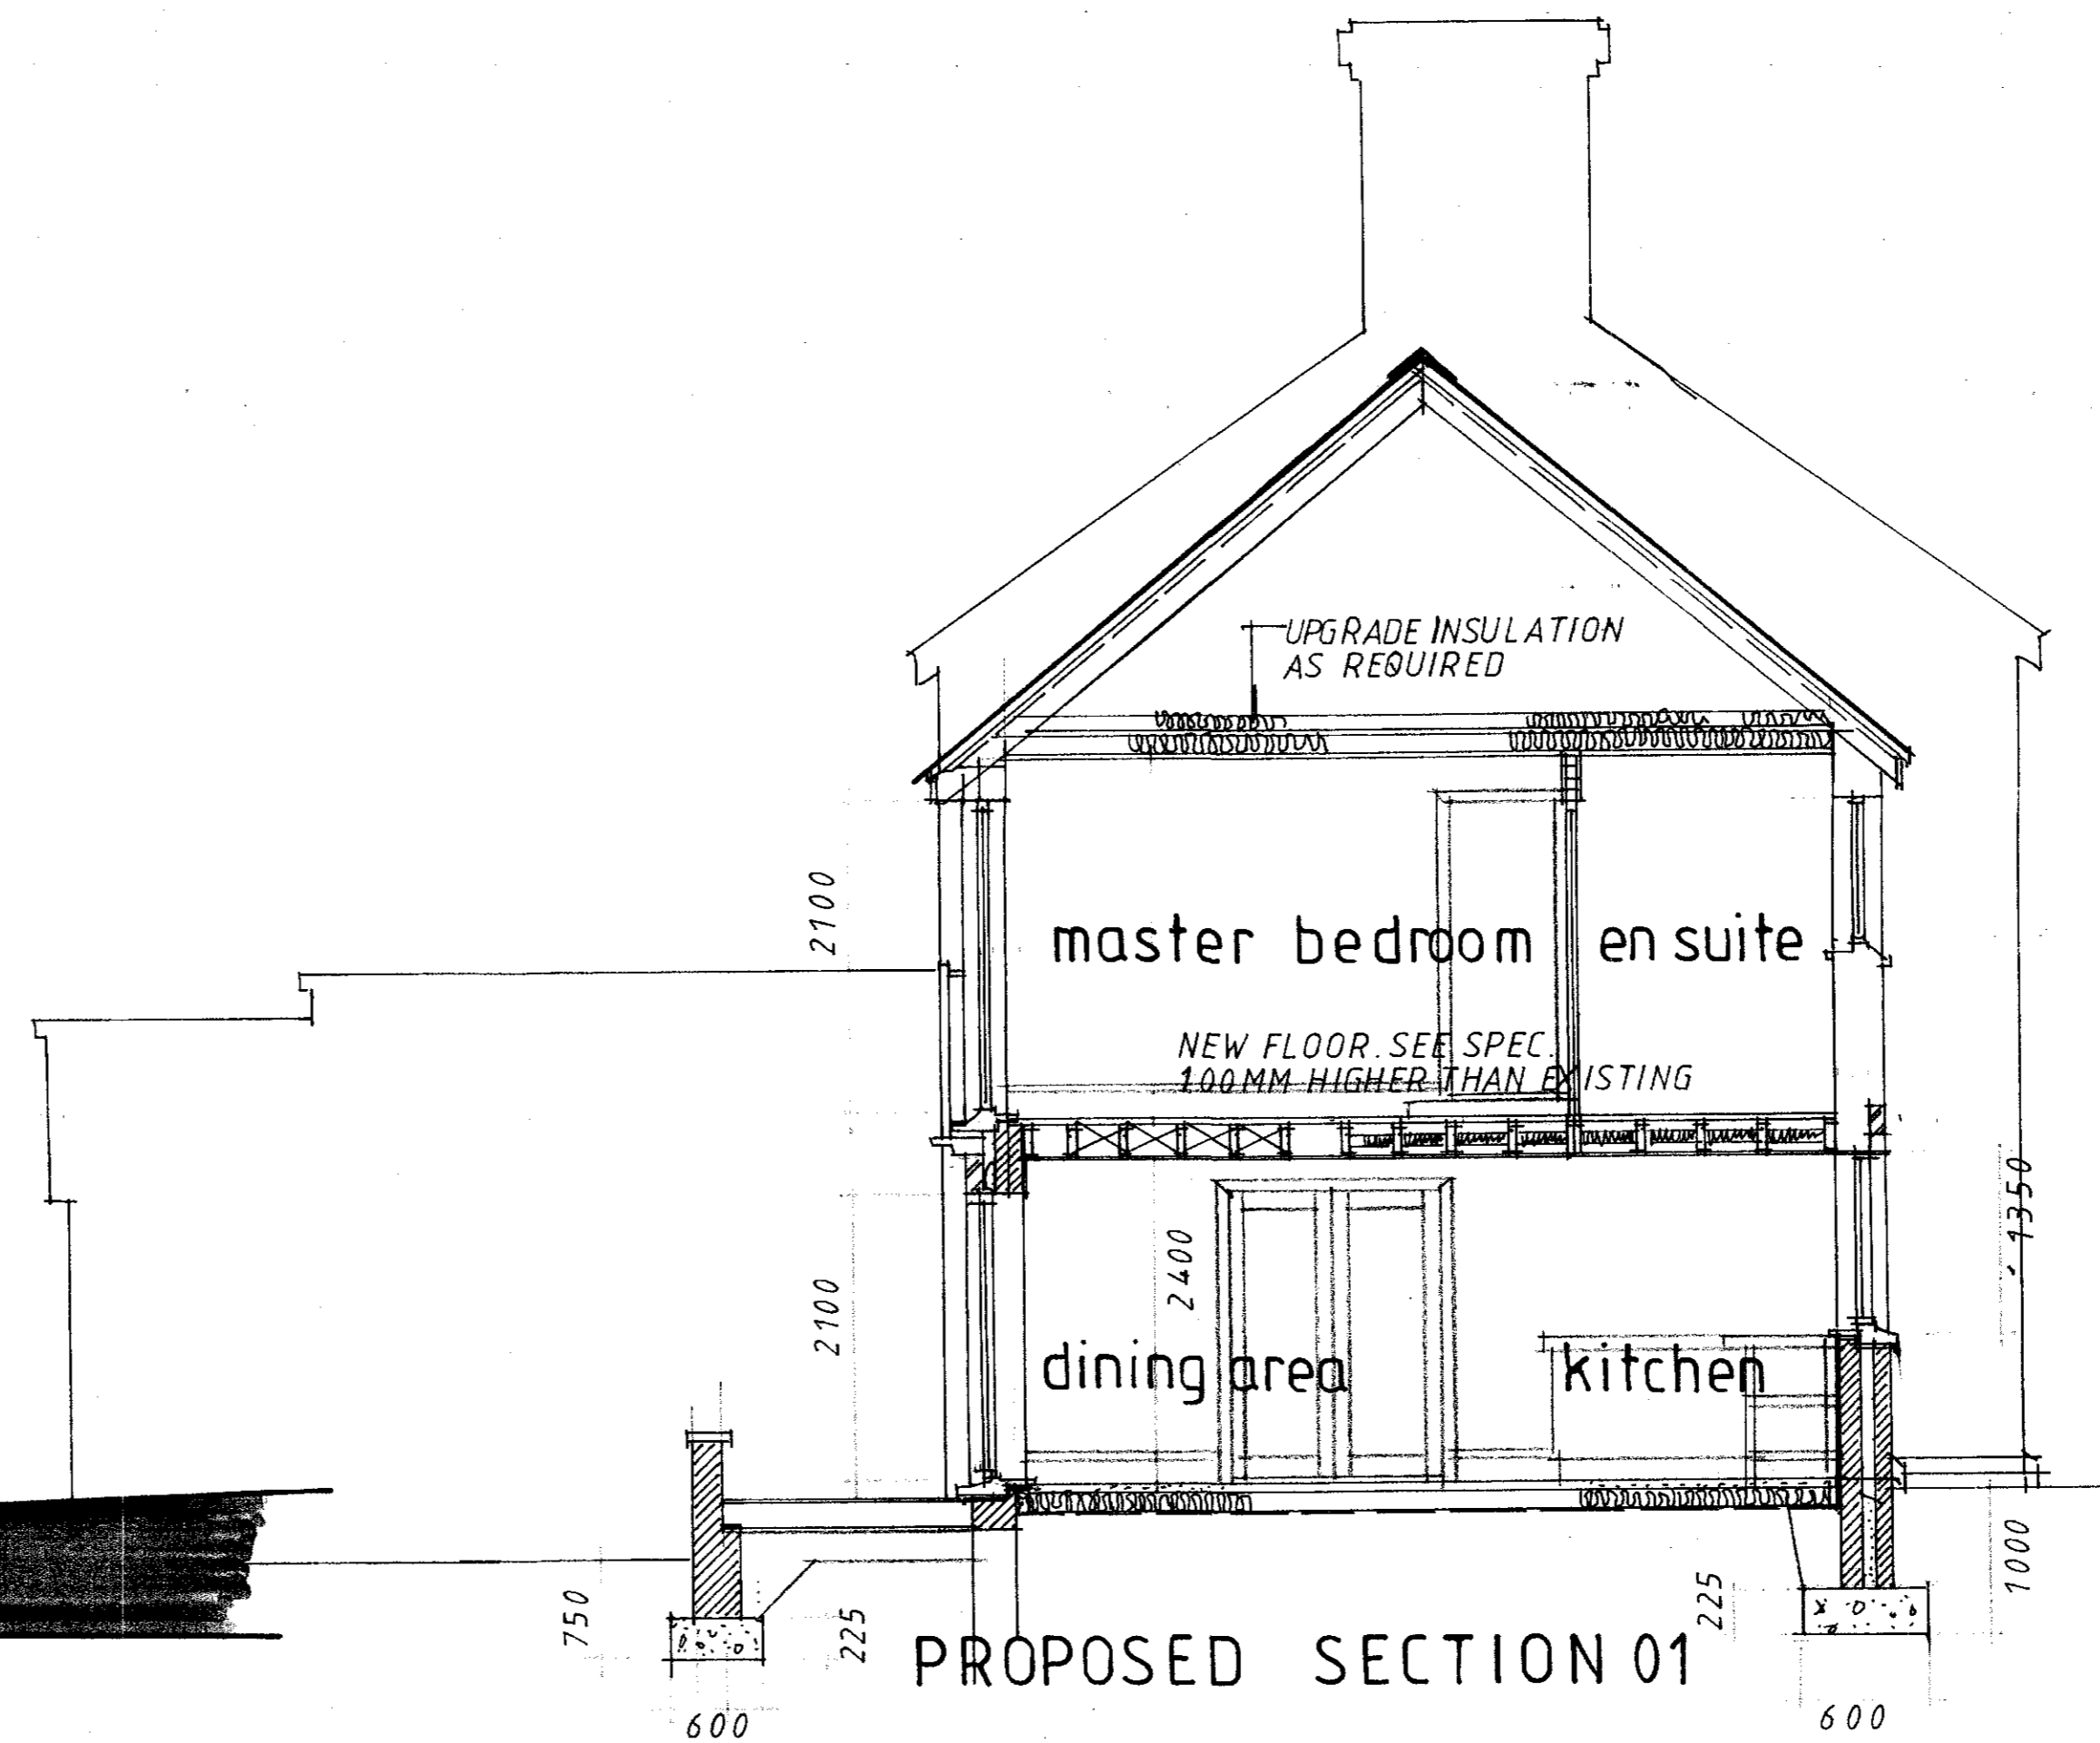 UPGRADE INSULATION
AS REQUIRED
2100
master bedroom
en suite
NEW FLOOR. SEE SPEC.
100MM HIGHER THAN EXISTING
1350
2400
2100
dining area
kitchen
750
225
225
1000
PROPOSED SECTION 01
600
600